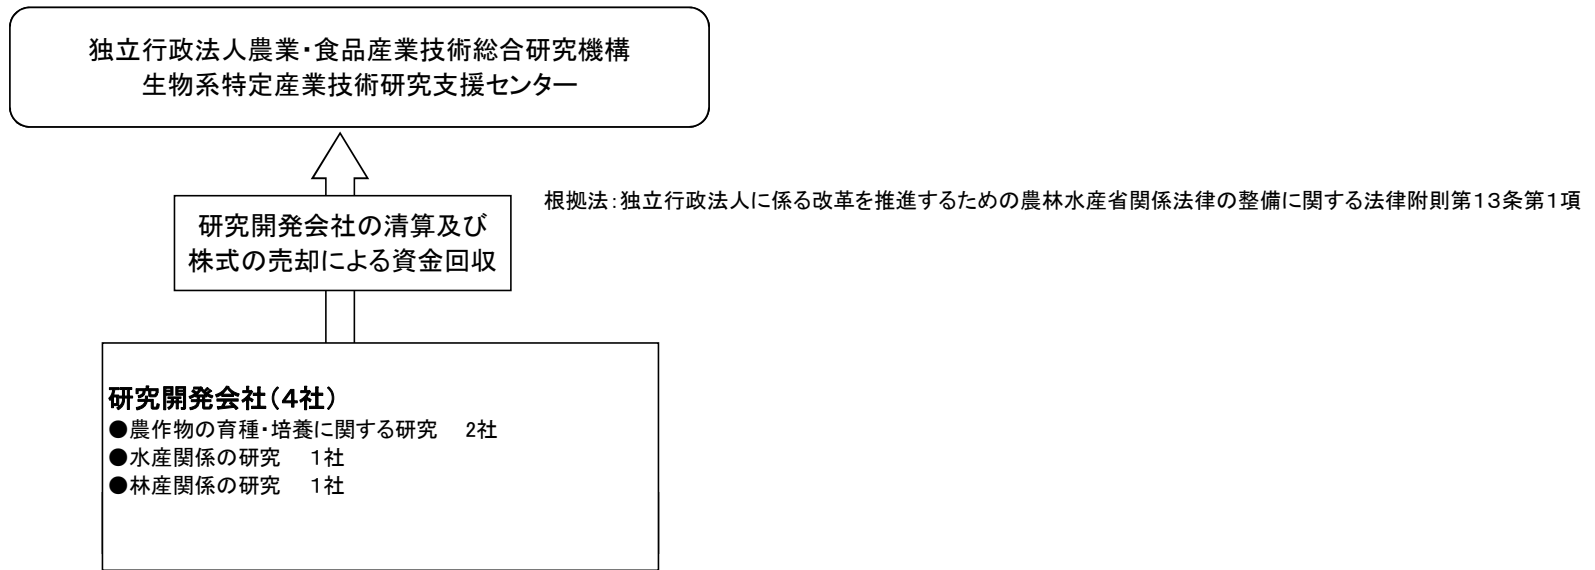 独立行政法人農業・食品産業技術総合研究機構
生物系特定産業技術研究支援センター
根拠法：独立行政法人に係る改革を推進するための農林水産省関係法律の整備に関する法律附則第１３条第１項
研究開発会社の清算及び
株式の売却による資金回収
研究開発会社（４社）
●農作物の育種・培養に関する研究　２社
●水産関係の研究　１社
●林産関係の研究　１社